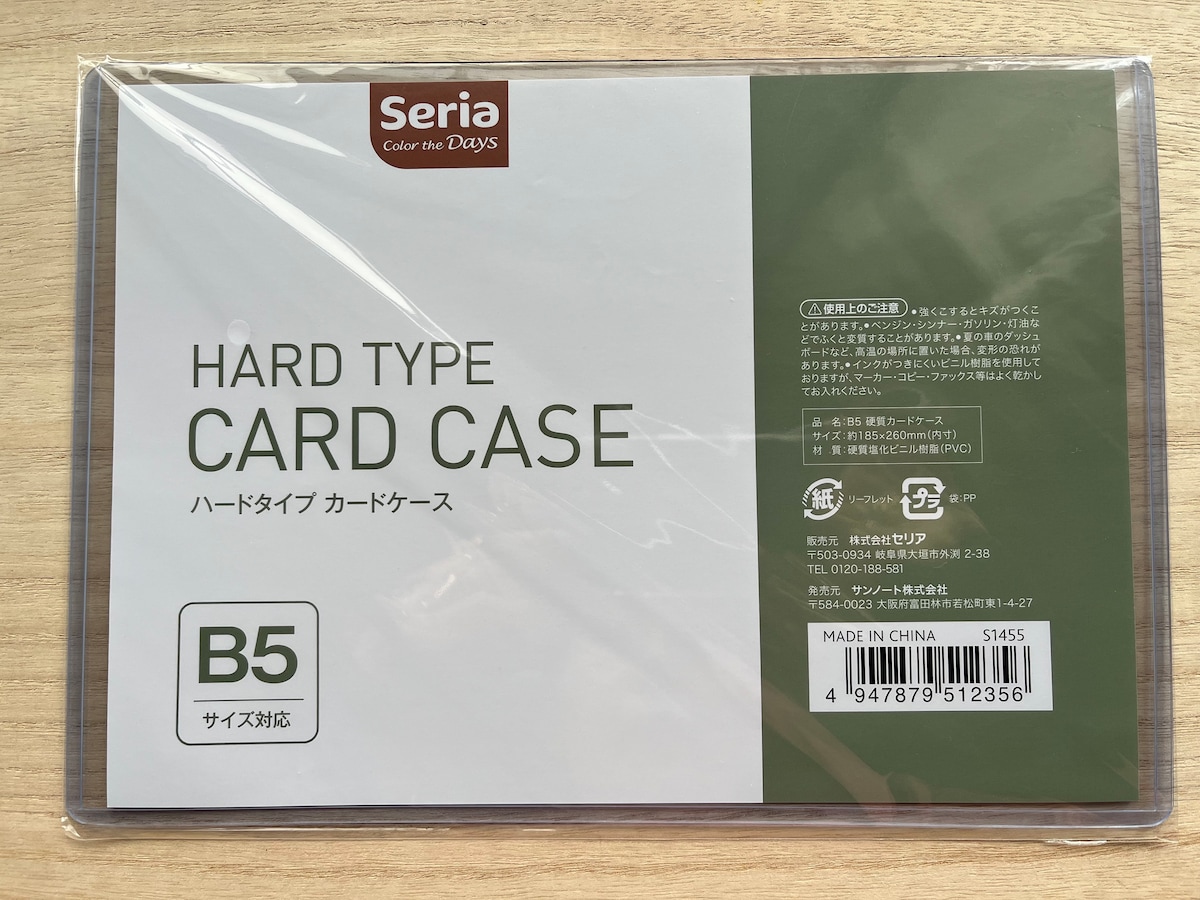 Seria
Color the Days
HARD TYPE
CARD CASE
ハードタイプ カードケース
B5
サイズ対応
⚠使用上のご注意 ●強くこするとキズがつくこ
とがあります。●ベンジン・シンナー・ガソリン・灯油な
どでふくと変質することがあります。●夏の車のダッシュ
ボードなど、高温の場所に置いた場合、変形の恐れが
あります。●インクがつきにくいビニル樹脂を使用して
おりますが、マーカー・コピー・ファックス等はよく乾かし
てお入れください。
品 名:B5 硬質カードケース
サイズ:約185×260mm(内寸)
材 質:硬質塩化ビニル樹脂(PVC)
紙 リーフレット プラ 袋:PP
販売元 株式会社セリア
〒503-0934 岐阜県大垣市外渕 2-38
TEL 0120-188-581
発売元 サンノート株式会社
〒584-0023 大阪府富田林市若松町東1-4-27
MADE IN CHINA S1455
4 947879 512356